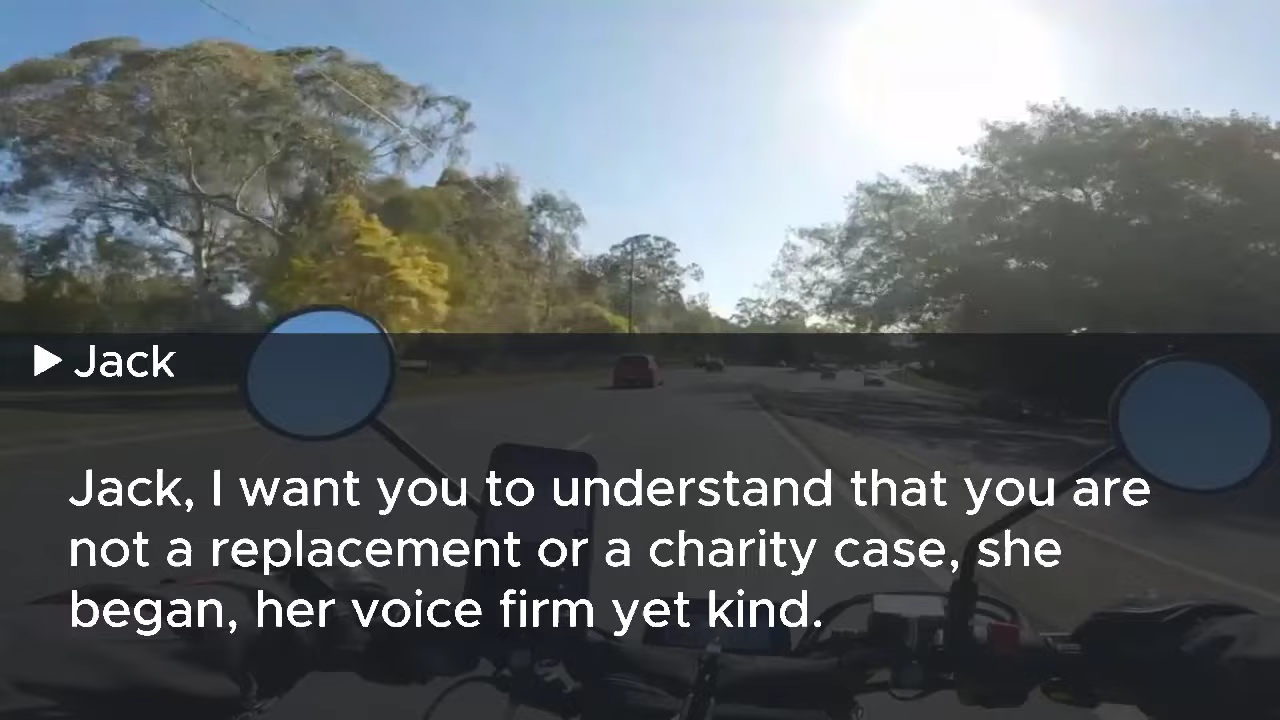 ▶ Jack
Jack, I want you to understand that you are
not a replacement or a charity case, she
began, her voice firm yet kind.